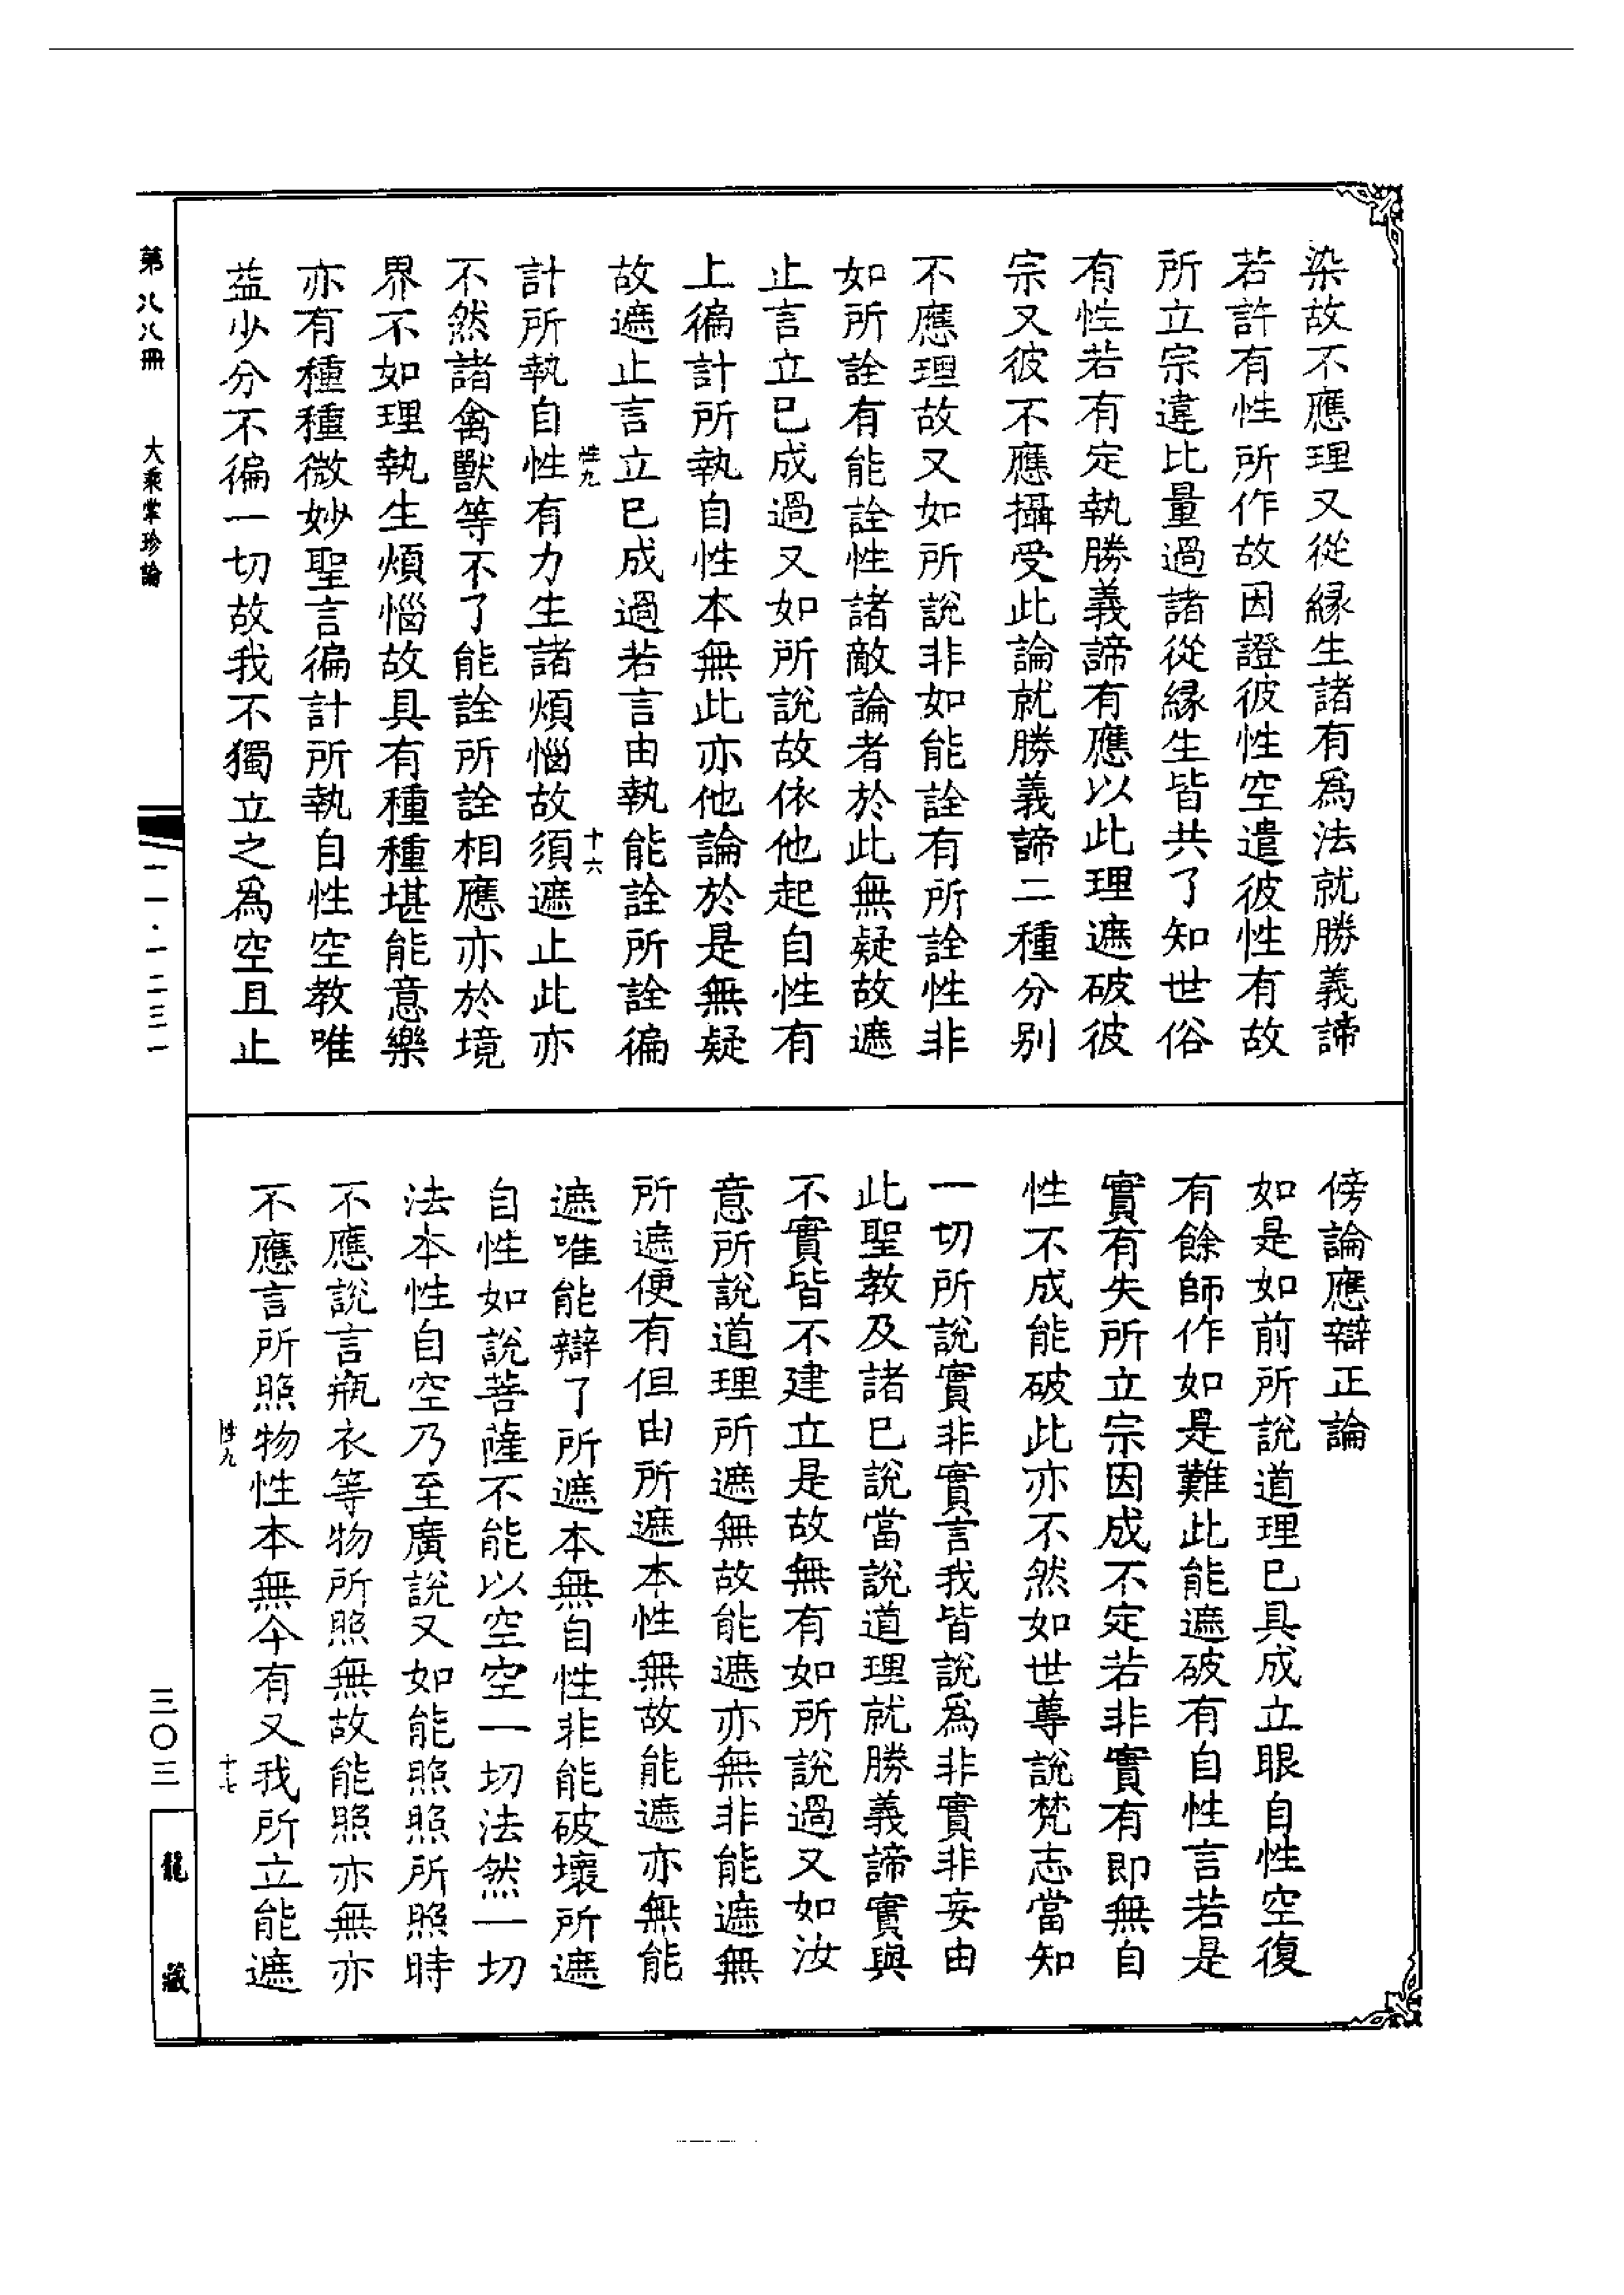 染故不應理又從緣生諸有爲法就勝義諦
若許有性所作故因證彼性空遣彼性有故
所立宗違比量過諸從緣生皆共了知世俗
有性若有定執勝義諦有應以此理遮破彼
宗又彼不應攝受此論就勝義諦二種分別
不應理故又如所說非如能詮有所詮性非
如所詮有能詮性諸敵論者於此無疑故遮
止言立已成過又如所說故依他起自性有
上徧計所執自性本無此亦他論於是無疑
故遮止言立已成過若言由執能詮所詮徧
性九
十六
計所執自性有力生諸煩惱故須遮止此亦
不然諸禽獸等不了能詮所詮相應亦於境
界不如理執生煩惱故具有種種堪能意樂
亦有種種微妙聖言徧計所執自性空教唯
益少分不徧一切故我不獨立之爲空且止
傍論應辯正論
如是如前所說道理已具成立眼自性空復
有餘師作如是難此能遮破有自性言若是
實有失所立宗因成不定若非實有即無自
性不成能破此亦不然如世尊說梵志當知
一切所說實非實言我皆說爲非實非妄由
此聖教及諸已說當說道理就勝義諦實與
不實皆不建立是故無有如所說過又如汝
意所說道理所遮無故能遮亦無非能遮無
所遮便有但由所遮本性無故能遮亦無能
遮唯能辯了所遮本無自性非能破壞所遮
自性如說菩薩不能以空空一切法然一切
法本性自空乃至廣說又如能照照所照時
不應說言瓶衣等物所照無故能照亦無亦
不應言所照物性本無今有又我所立能遮
性九
十七
第八八冊
大乘掌珍論
一一·一二三一
三〇三
龍藏